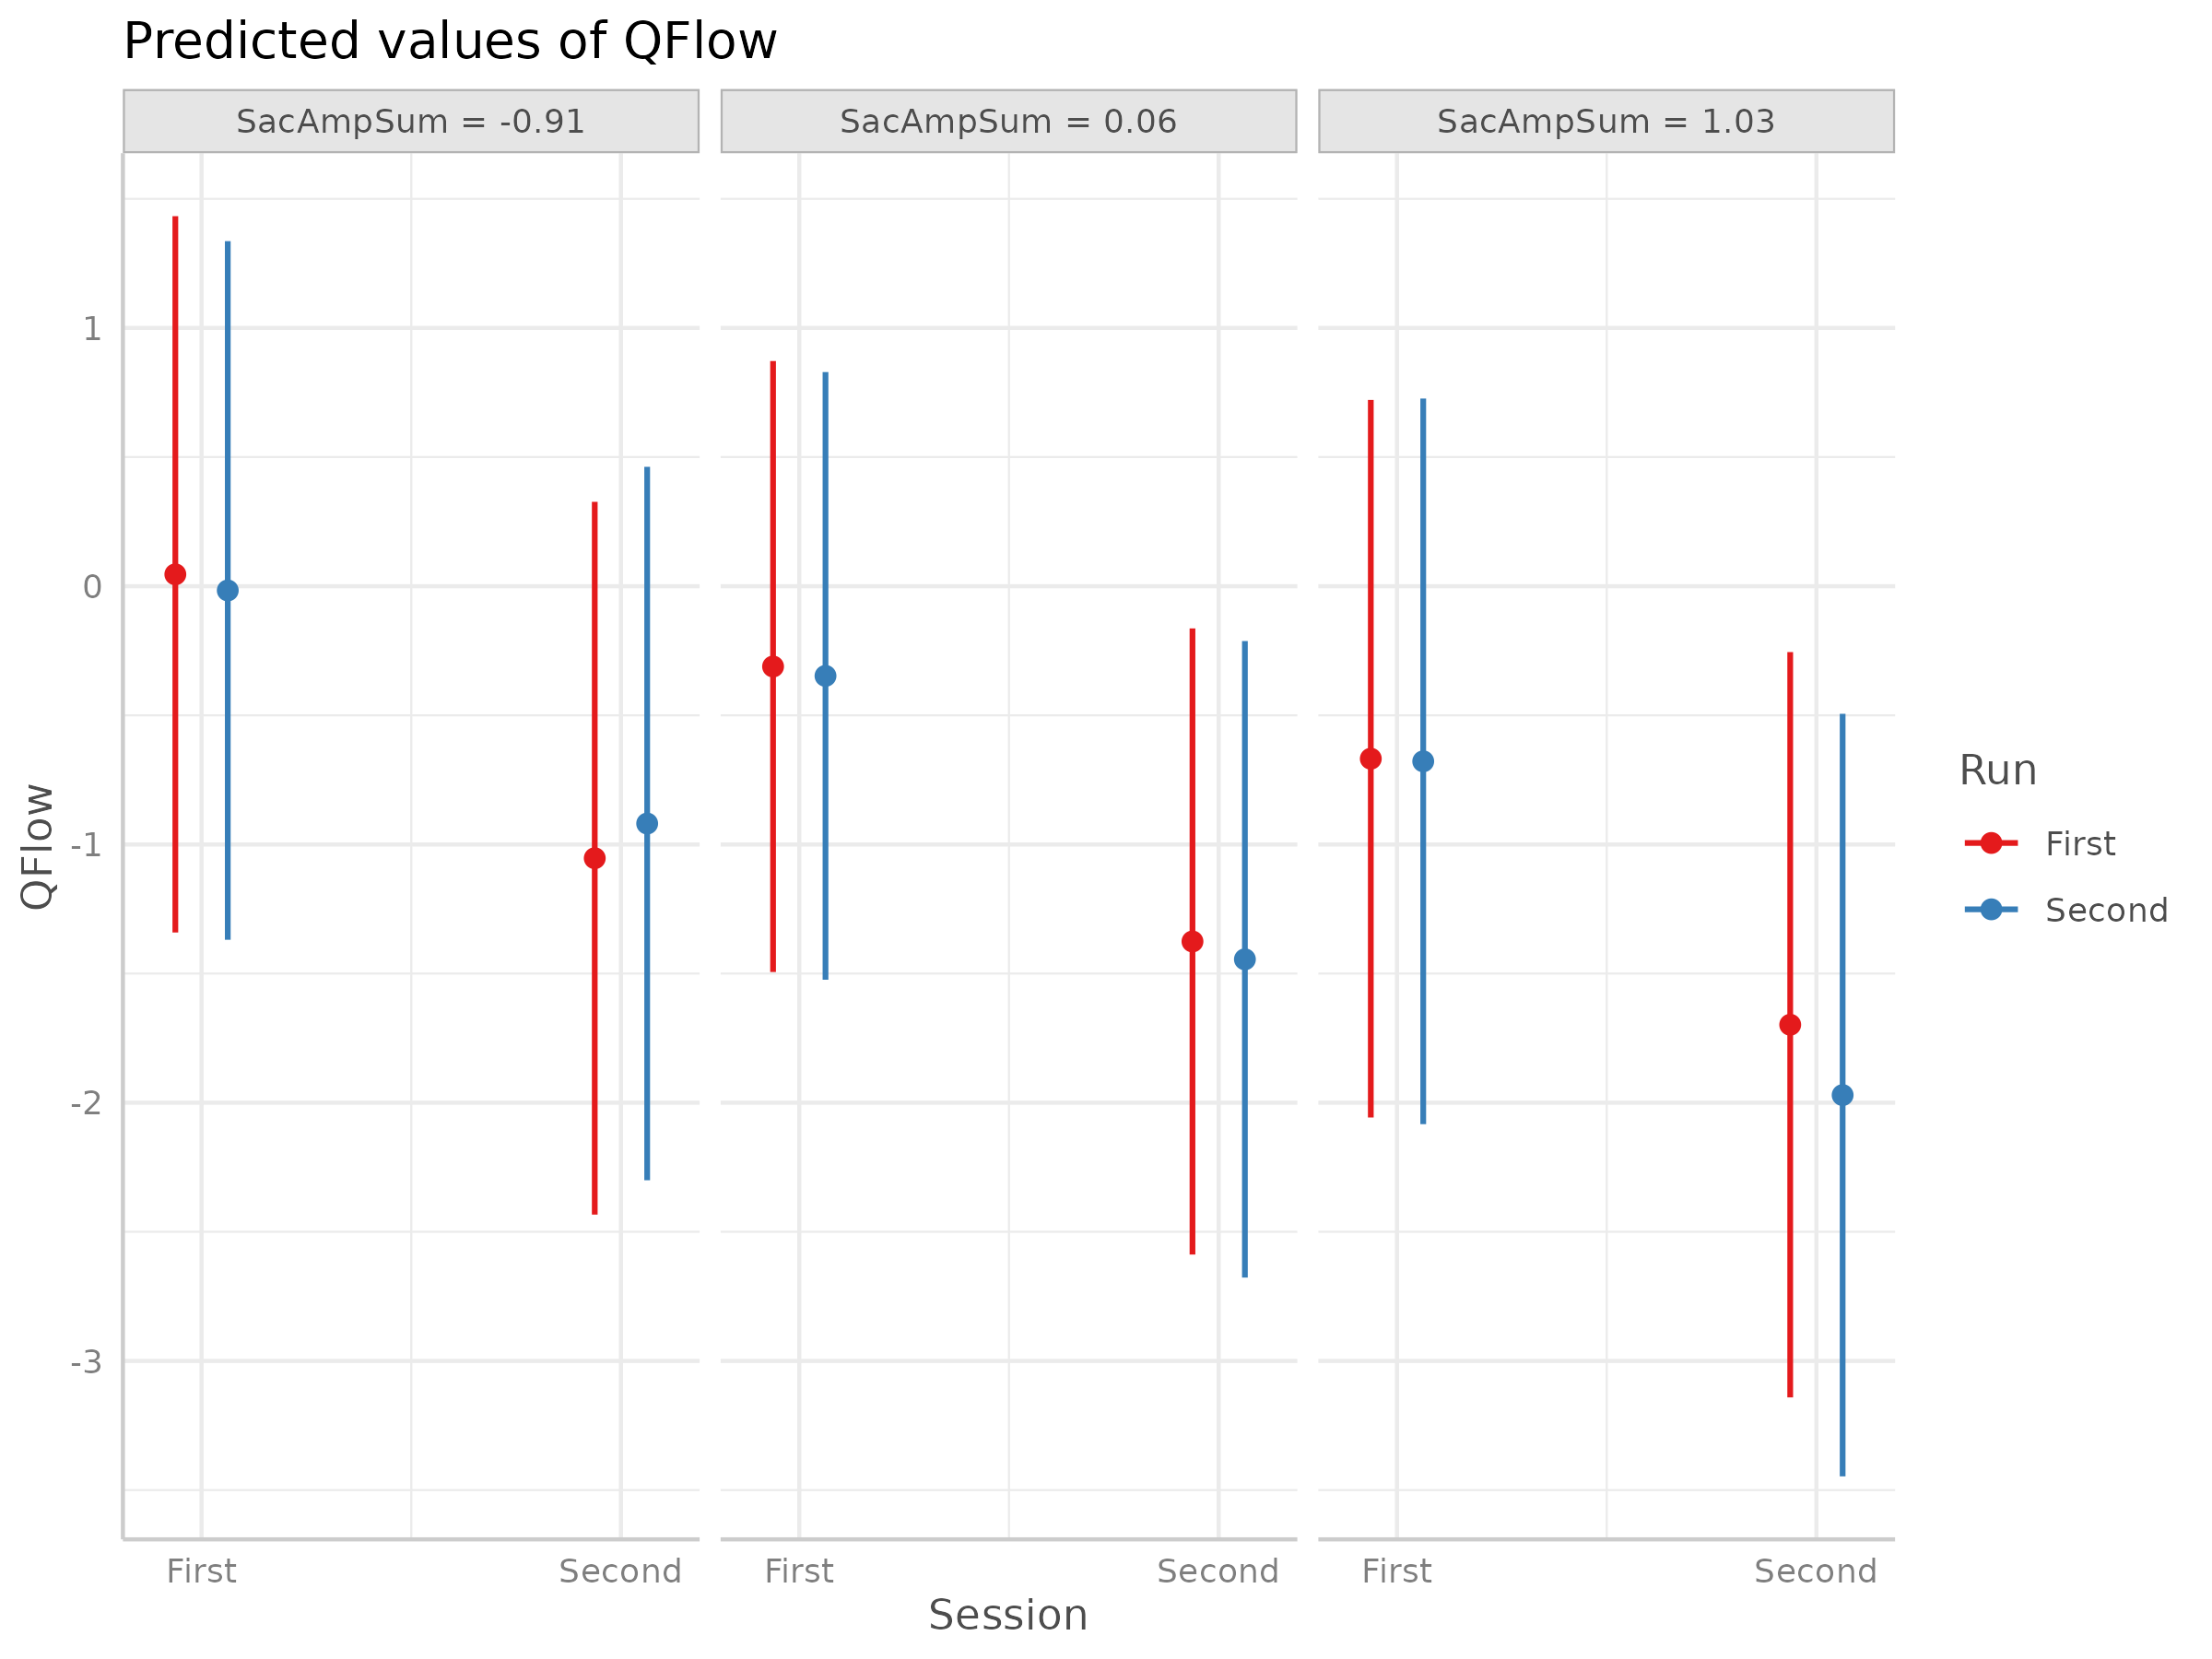 Predicted values of QFlow
SacAmpSum = -0.91
SacAmpSum = 0.06
SacAmpSum = 1.03
QFlow
1
0
-1
-2
-3
First
Second
First
Second
First
Second
Session
Run
First
Second